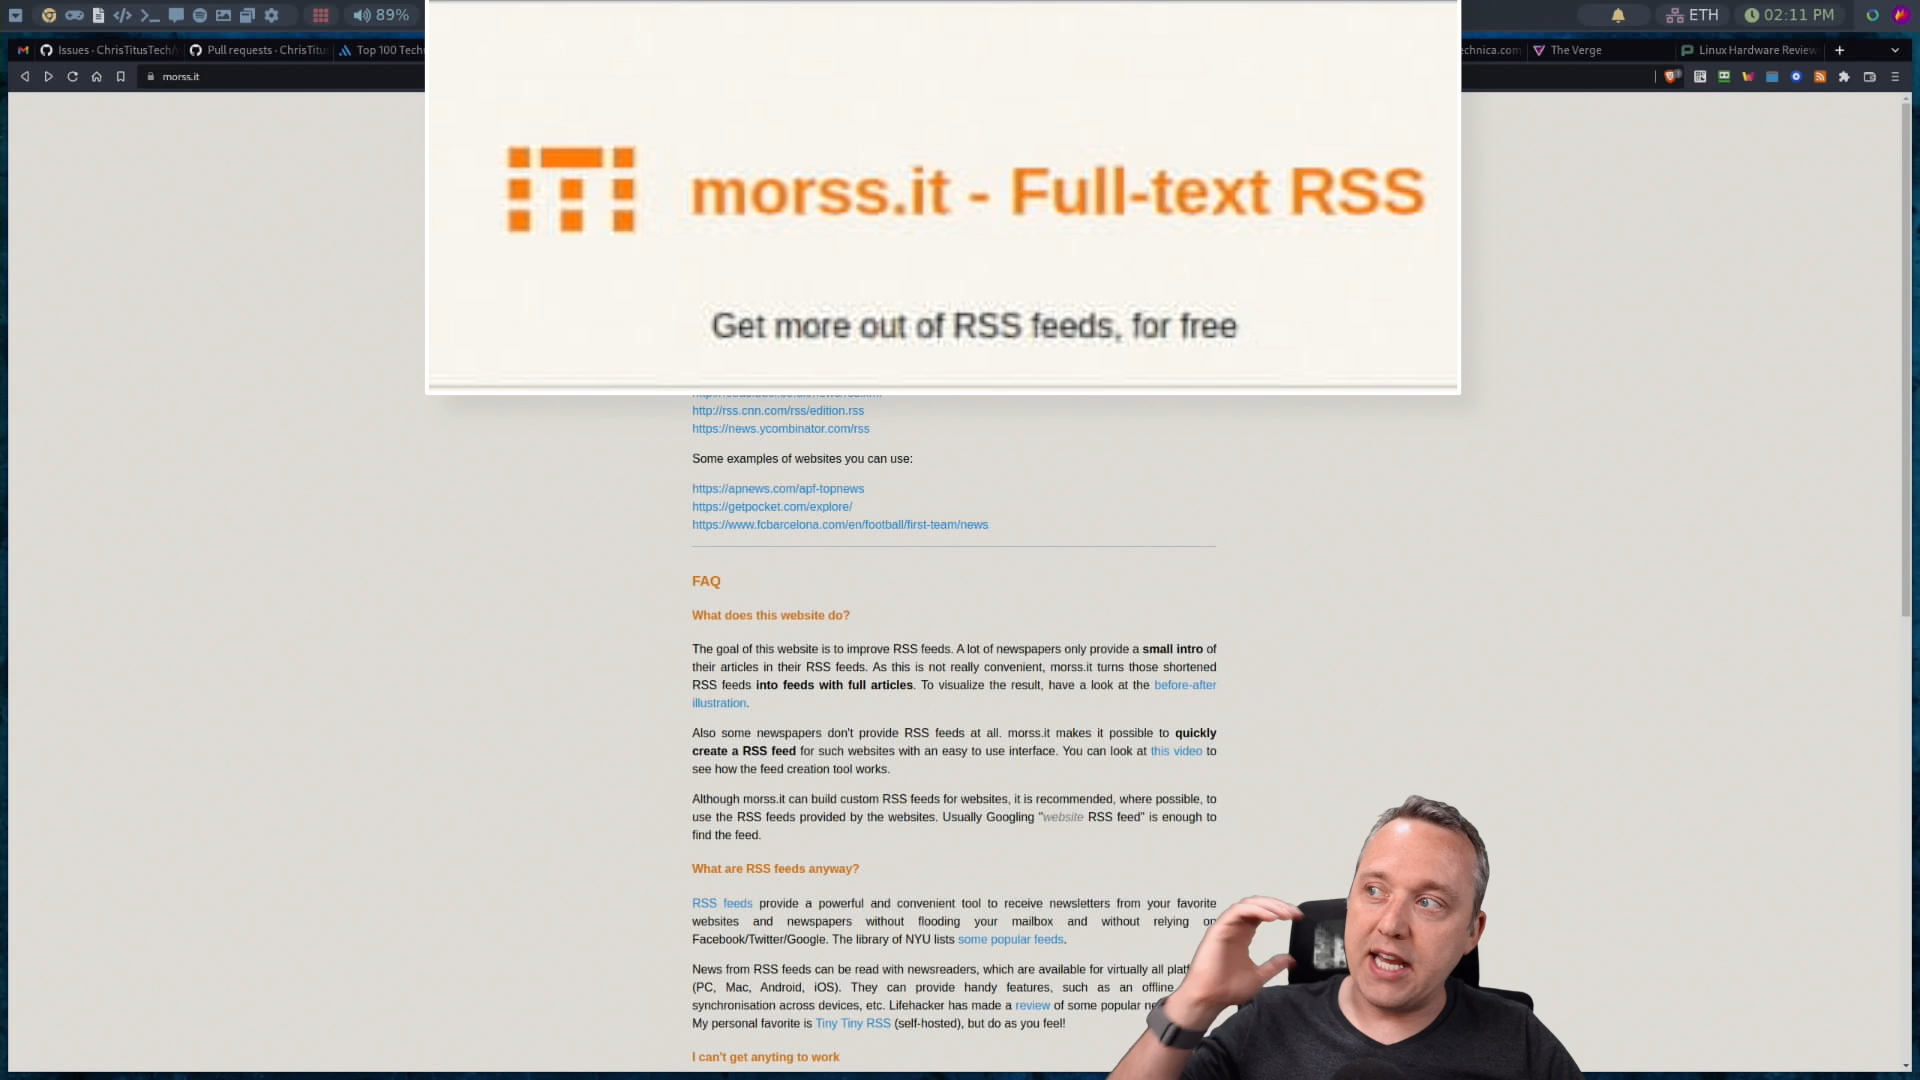 89%
ETH
02:11 PM
Issues · ChrisTitusTech/
Pull requests · ChrisTitu
Top 100 Techn
echnica.com
The Verge
Linux Hardware Review
morss.it
morss.it - Full-text RSS
Get more out of RSS feeds, for free
http://rss.cnn.com/rss/edition.rss
https://news.ycombinator.com/rss
Some examples of websites you can use:
https://apnews.com/apf-topnews
https://getpocket.com/explore/
https://www.fcbarcelona.com/en/football/first-team/news
FAQ
What does this website do?
The goal of this website is to improve RSS feeds. A lot of newspapers only provide a small intro of
their articles in their RSS feeds. As this is not really convenient, morss.it turns those shortened
RSS feeds into feeds with full articles. To visualize the result, have a look at the before-after
illustration.
Also some newspapers don't provide RSS feeds at all. morss.it makes it possible to quickly
create a RSS feed for such websites with an easy to use interface. You can look at this video to
see how the feed creation tool works.
Although morss.it can build custom RSS feeds for websites, it is recommended, where possible, to
use the RSS feeds provided by the websites. Usually Googling "website RSS feed" is enough to
find the feed.
What are RSS feeds anyway?
RSS feeds provide a powerful and convenient tool to receive newsletters from your favorite
websites and newspapers without flooding your mailbox and without relying on
Facebook/Twitter/Google. The library of NYU lists some popular feeds.
News from RSS feeds can be read with newsreaders, which are available for virtually all platf
(PC, Mac, Android, iOS). They can provide handy features, such as an offline
synchronisation across devices, etc. Lifehacker has made a review of some popular ne
My personal favorite is Tiny Tiny RSS (self-hosted), but do as you feel!
I can't get anyting to work